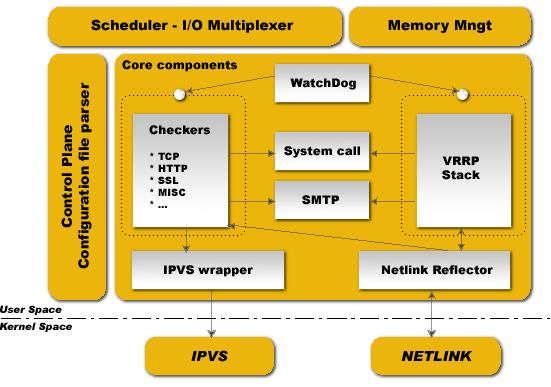 Scheduler - I/O Multiplexer
Memory Mngt
Control Plane
Configuration file parser
Core components
WatchDog
Checkers
* TCP
* HTTP
* SSL
* MISC
* ...
System call
SMTP
VRRP
Stack
IPVS wrapper
Netlink Reflector
User Space
Kernel Space
IPVS
NETLINK